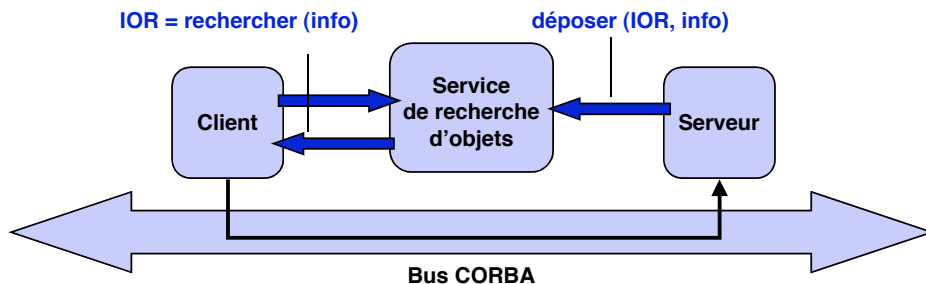 IOR = rechercher (info)
déposer (IOR, info)
Client
Service
de recherche
d'objets
Serveur
Bus CORBA